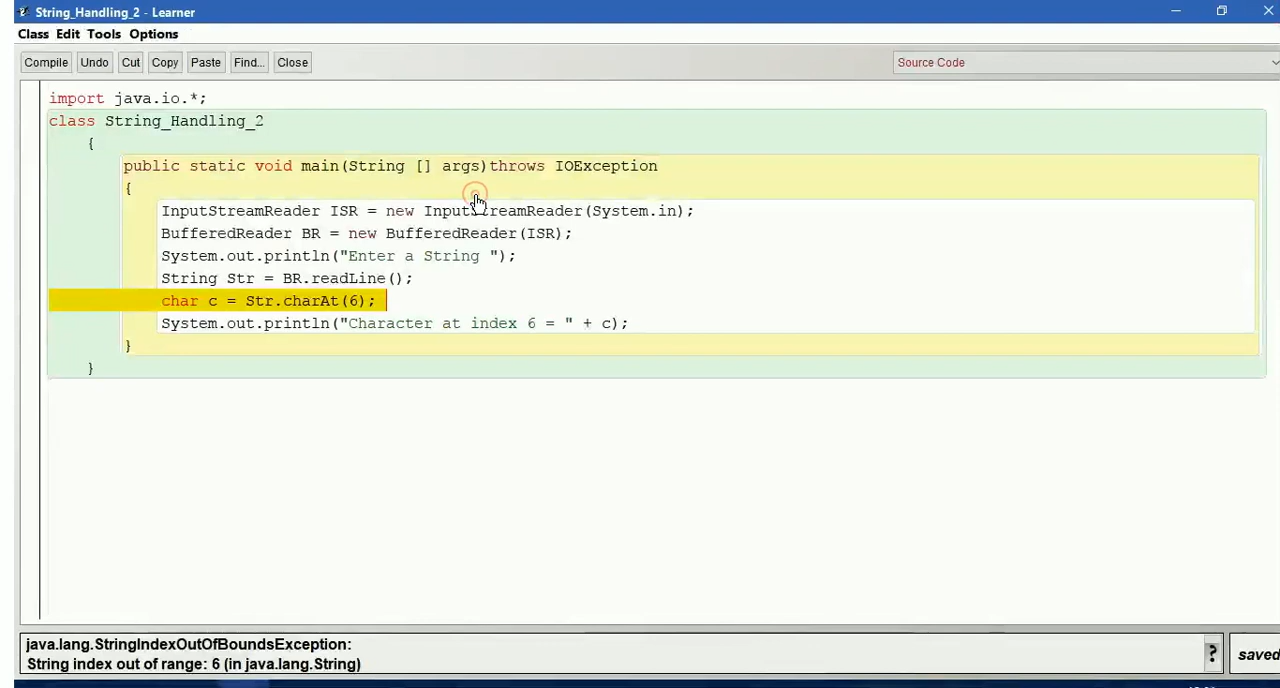 String_Handling_2 - Learner
Class Edit Tools Options
Compile Undo Cut Copy Paste Find... Close Source Code
import java.io.*;
class String_Handling_2
{
public static void main(String [] args)throws IOException
{
InputStreamReader ISR = new InputStreamReader(System.in);
BufferedReader BR = new BufferedReader(ISR);
System.out.println("Enter a String ");
String Str = BR.readLine();
char c = Str.charAt(6);
System.out.println("Character at index 6 = " + c);
}
}
java.lang.StringIndexOutOfBoundsException:
String index out of range: 6 (in java.lang.String)
? saved